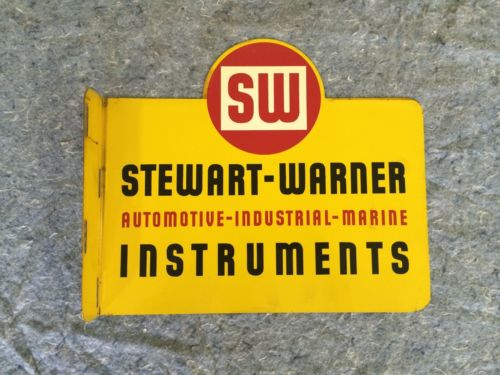 SW
STEWART-WARNER
AUTOMOTIVE-INDUSTRIAL-MARINE
INSTRUMENTS